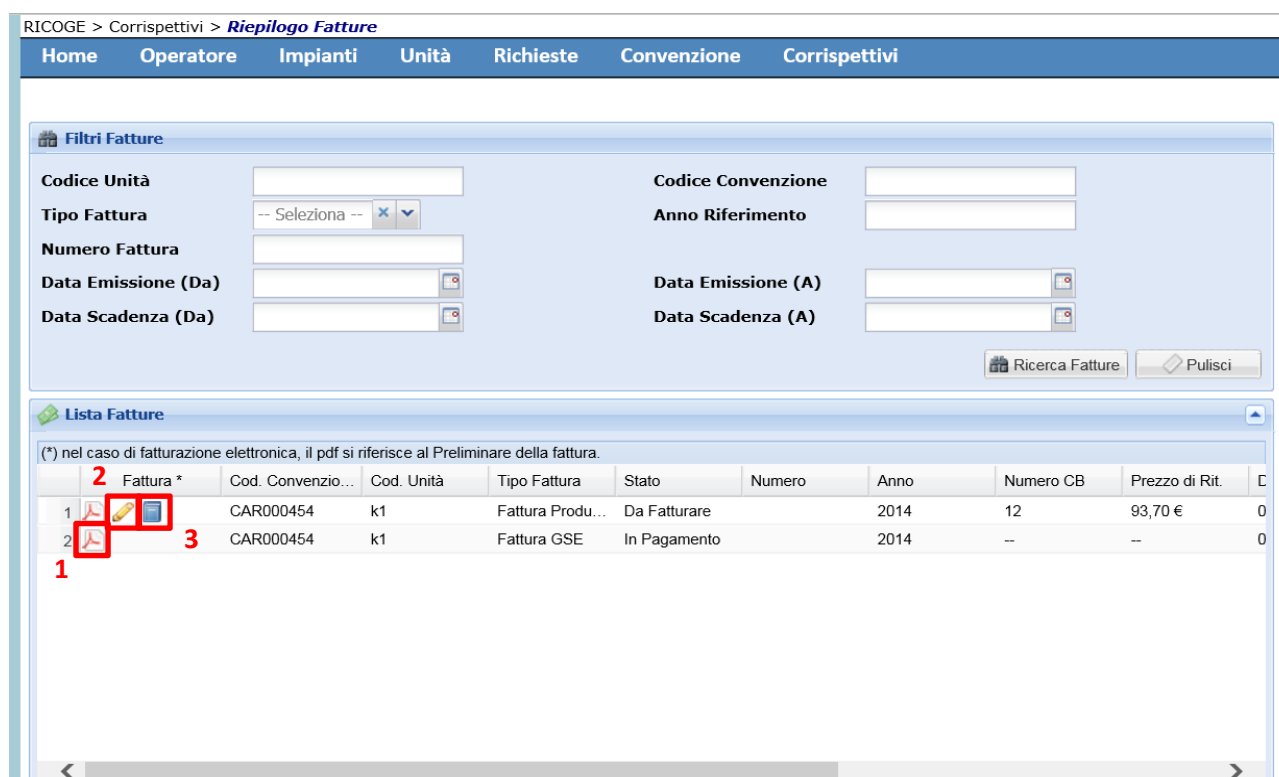 RICOGE > Corrispettivi > Riepilogo Fatture
Home Operatore Impianti Unità Richieste Convenzione Corrispettivi
Filtri Fatture
Codice Unità Codice Convenzione
Tipo Fattura -- Seleziona -- Anno Riferimento
Numero Fattura
Data Emissione (Da) Data Emissione (A)
Data Scadenza (Da) Data Scadenza (A)
Ricerca Fatture Pulisci
Lista Fatture
(*) nel caso di fatturazione elettronica, il pdf si riferisce al Preliminare della fattura.
2 Fattura * Cod. Convenzio... Cod. Unità Tipo Fattura Stato Numero Anno Numero CB Prezzo di Rit. D
1 CAR000454 k1 Fattura Produ... Da Fatturare 2014 12 93,70 € 0
2 3 CAR000454 k1 Fattura GSE In Pagamento 2014 -- -- 0
1